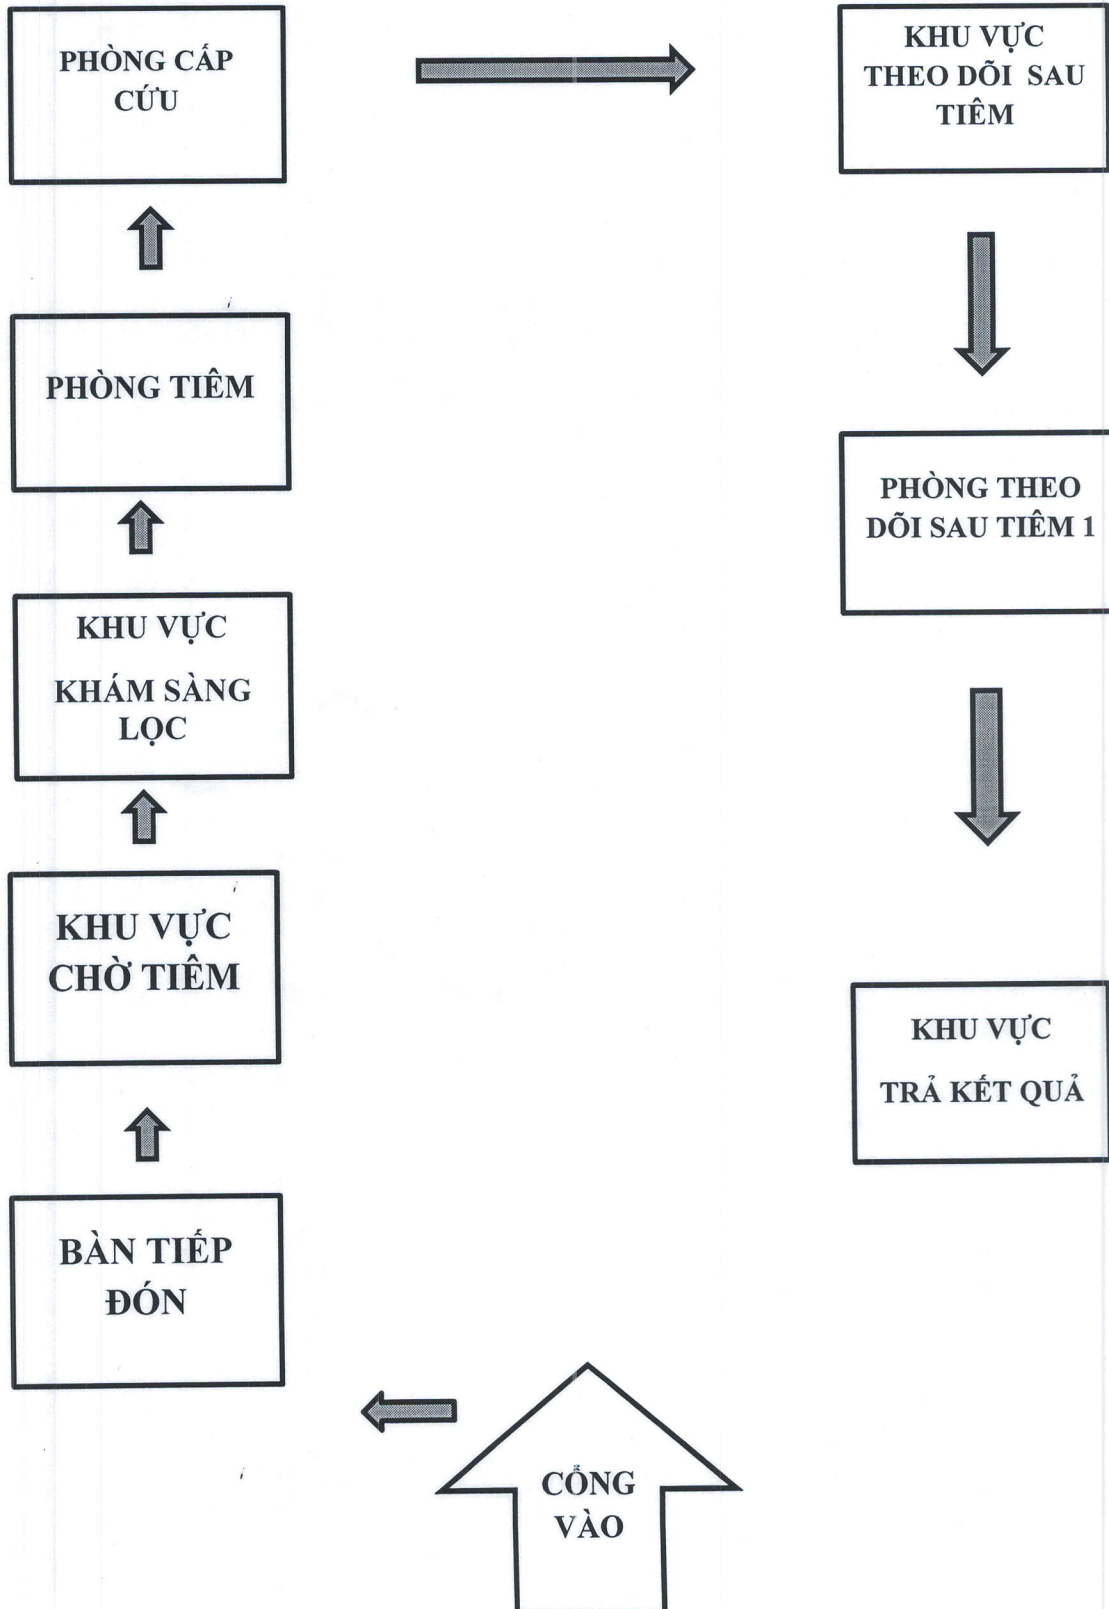 PHÒNG CẤP
CỨU
KHU VỰC
THEO DÕI SAU
TIÊM
PHÒNG TIÊM
PHÒNG THEO
DÕI SAU TIÊM 1
KHU VỰC
KHÁM SÀNG
LỌC
KHU VỰC
CHỜ TIÊM
KHU VỰC
TRẢ KẾT QUẢ
BÀN TIẾP
ĐÓN
CỔNG
VÀO